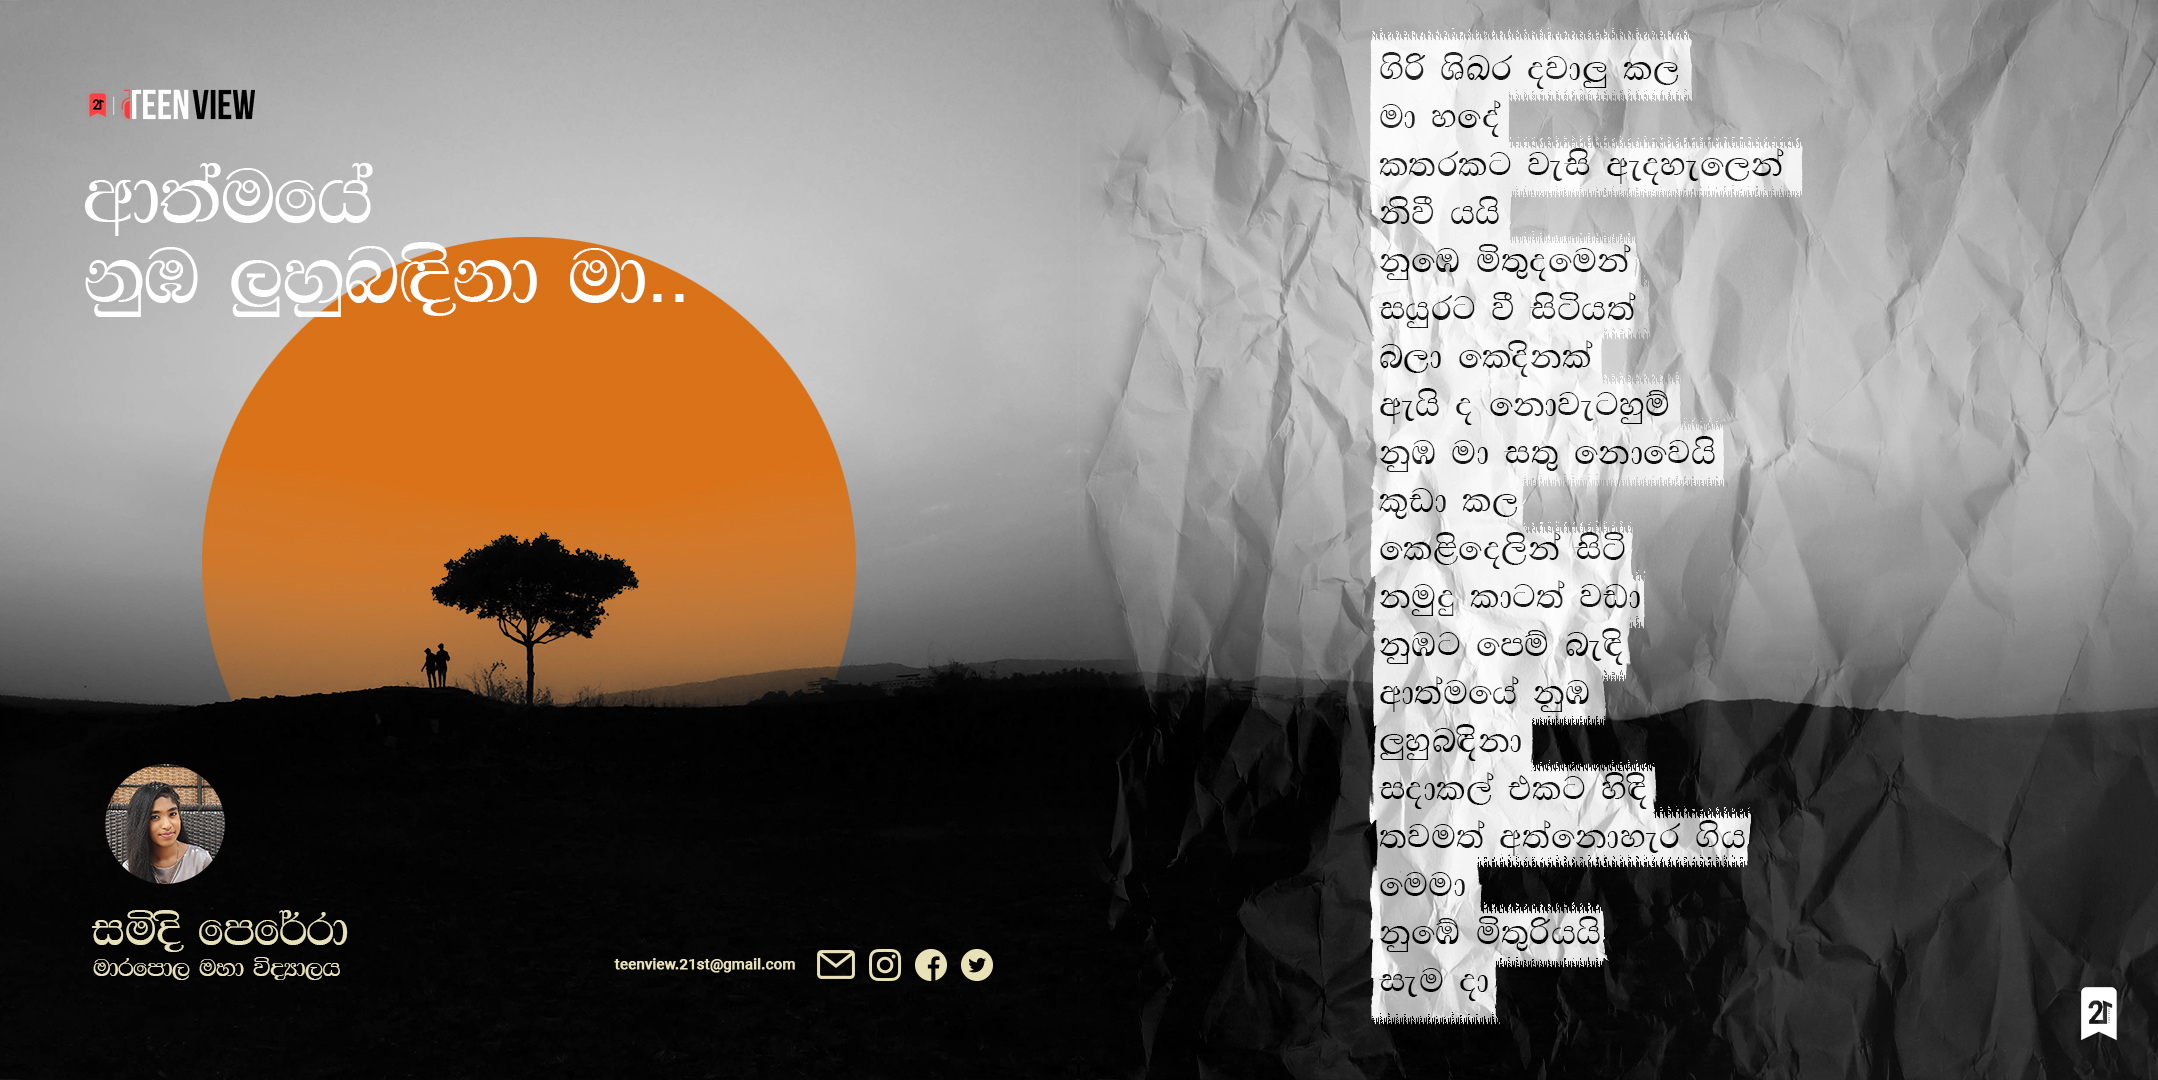 21 | TEEN VIEW
ආත්මයේ
නුඹ ලුහුබඳිනා මා..
සමිඳි පෙරේරා
මාරපොල මහා විද්‍යාලය
teenview.21st@gmail.com
ගිරි ශිඛර දවාලු කල
මා හදේ
කතරකට වැසි ඇදහැලෙන්
නිවී යයි
නුඹෙ මිතුදමෙන්
සයුරට වී සිටියත්
බලා කෙදිනක්
ඇයි ද නොවැටහුම්
නුඹ මා සතු නොවෙයි
කුඩා කල
කෙළිදෙලින් සිටි
නමුදු කාටත් වඩා
නුඹට පෙම් බැඳි
ආත්මයේ නුඹ
ලුහුබඳිනා
සදාකල් එකට හිඳි
තවමත් අත්නොහැර ගිය
මෙමා
නුඹේ මිතුරියයි
සැම දා
21